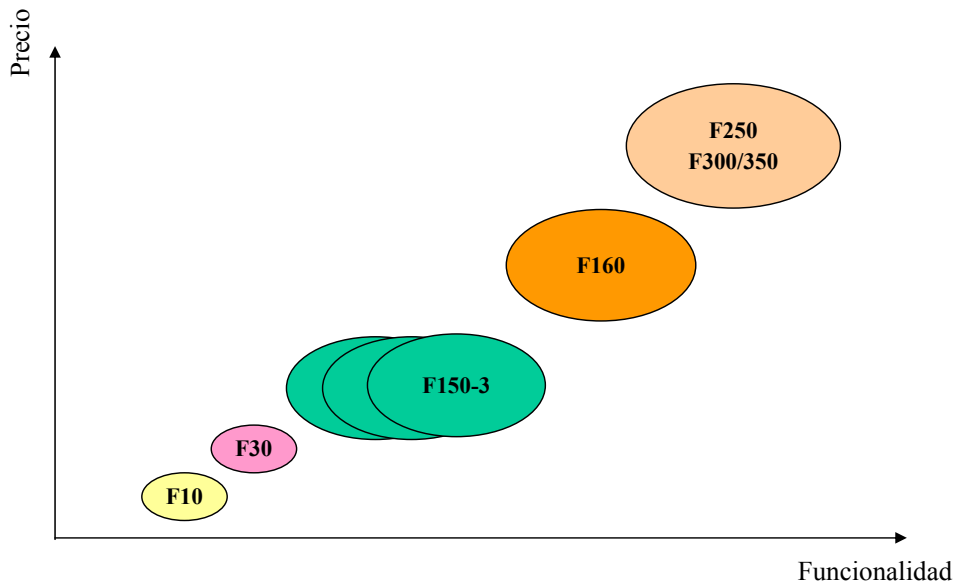 Precio
F250
F300/350
F160
F150-3
F30
F10
Funcionalidad